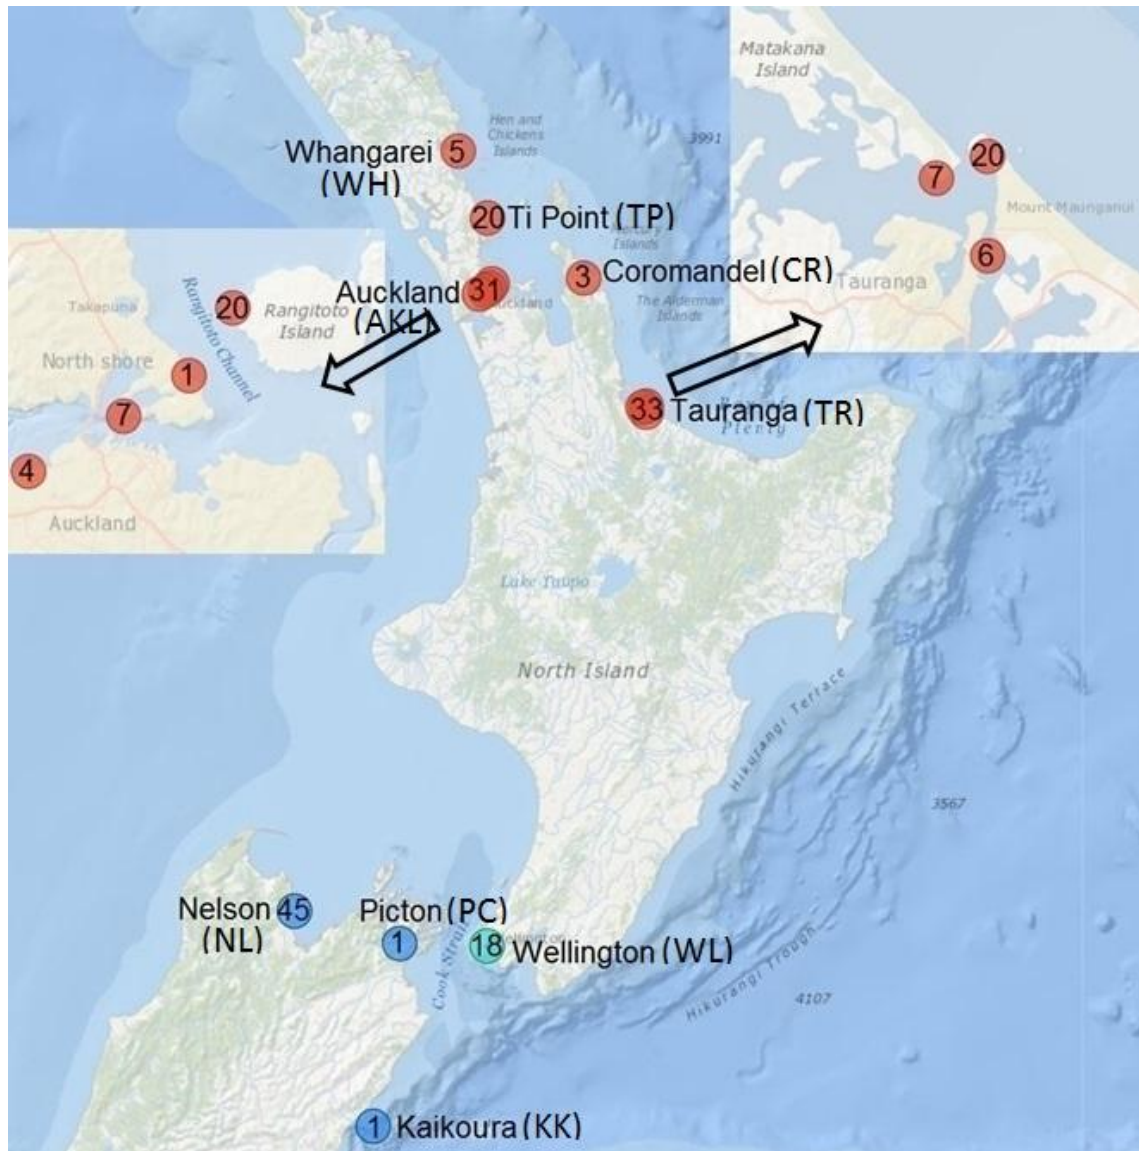 Matakana
Island
Hen and
Chickens
Islands
3991
Whangarei 5
(WH)
20
7
Mount Maunganui
20 Ti Point (TP)
6
Islands
Coromandel (CR)
3
Tauranga
Auckland 31
(AKL)
The Alderman
Islands
Takapuna
Rangitoto Channel
20
Rangitoto
Island
North shore
1
7
33 Tauranga (TR)
Plenty
4
Auckland
Lake Taupo
North Island
Hikurangi Terrace
3567
Nelson 45
(NL)
Picton (PC)
1
18 Wellington (WL)
Cook Strait
Hikurangi Trough
4107
1 Kaikoura (KK)